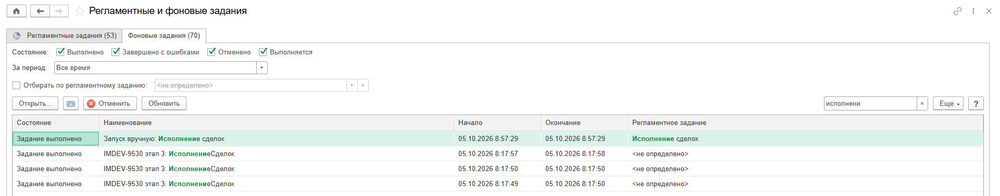 Регламентные и фоновые задания
Регламентные задания (53) Фоновые задания (70)
Состояние: Выполнено Завершено с ошибками Отменено Выполняется
За период: Все время
Отбирать по регламентному заданию: <не определено>
Открыть... Отменить Обновить исполнени × Еще ?
Состояние Наименование Начало Окончание Регламентное задание
Задание выполнено Запуск вручную: Исполнение сделок 05.10.2026 8:57:29 05.10.2026 8:57:29 Исполнение сделок
Задание выполнено IMDEV-9530 этап 3: ИсполнениеСделок 05.10.2026 8:17:57 05.10.2026 8:17:58 <не определено>
Задание выполнено IMDEV-9530 этап 3: ИсполнениеСделок 05.10.2026 8:17:50 05.10.2026 8:17:50 <не определено>
Задание выполнено IMDEV-9530 этап 3: ИсполнениеСделок 05.10.2026 8:17:49 05.10.2026 8:17:50 <не определено>